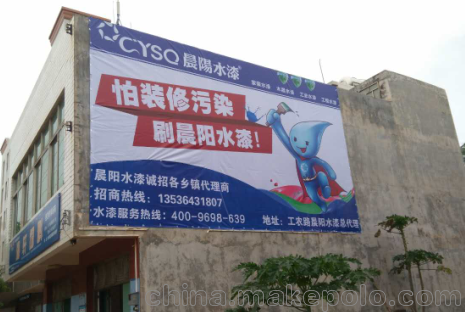 CYSQ 晨陽水漆
怕装修污染
刷晨阳水漆！
晨阳水漆诚招各乡镇代理商
招商热线：13536431807
水漆服务热线：400-9698-639
地址：工农路晨阳水漆总代理
china.makepolo.com